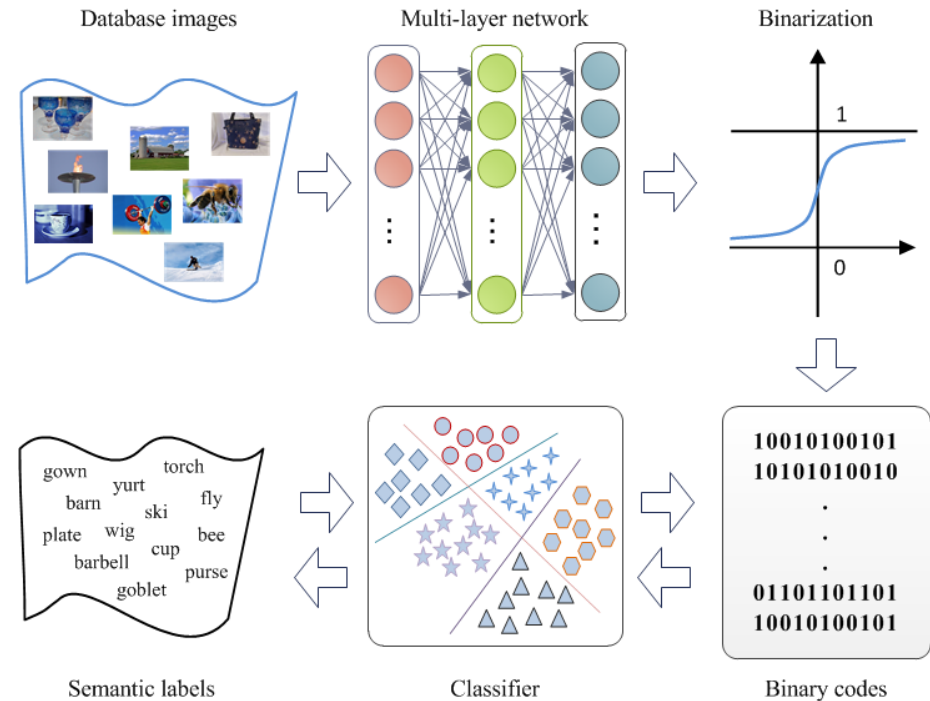 Database images
Multi-layer network
Binarization
1
0
gown
torch
yurt
fly
barn
ski
plate
wig
bee
cup
barbell
purse
goblet
10010100101
10101010010
.
.
.
01101101101
10010100101
Semantic labels
Classifier
Binary codes